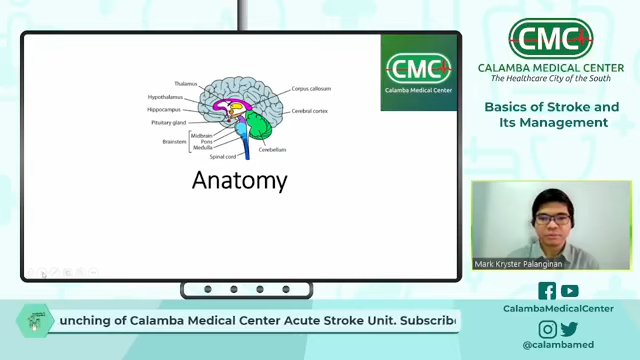 Thalamus
Hypothalamus
Hippocampus
Pituitary gland
Brainstem
Midbrain
Pons
Medulla
Spinal cord
Corpus callosum
Cerebral cortex
Cerebellum
Anatomy
CMC
Calamba Medical Center
CMC
CALAMBA MEDICAL CENTER
The Healthcare City of the South
Basics of Stroke and
Its Management
Mark Kryster Palanginan
CalambaMedicalCenter
@calambamed
unching of Calamba Medical Center Acute Stroke Unit. Subscribe